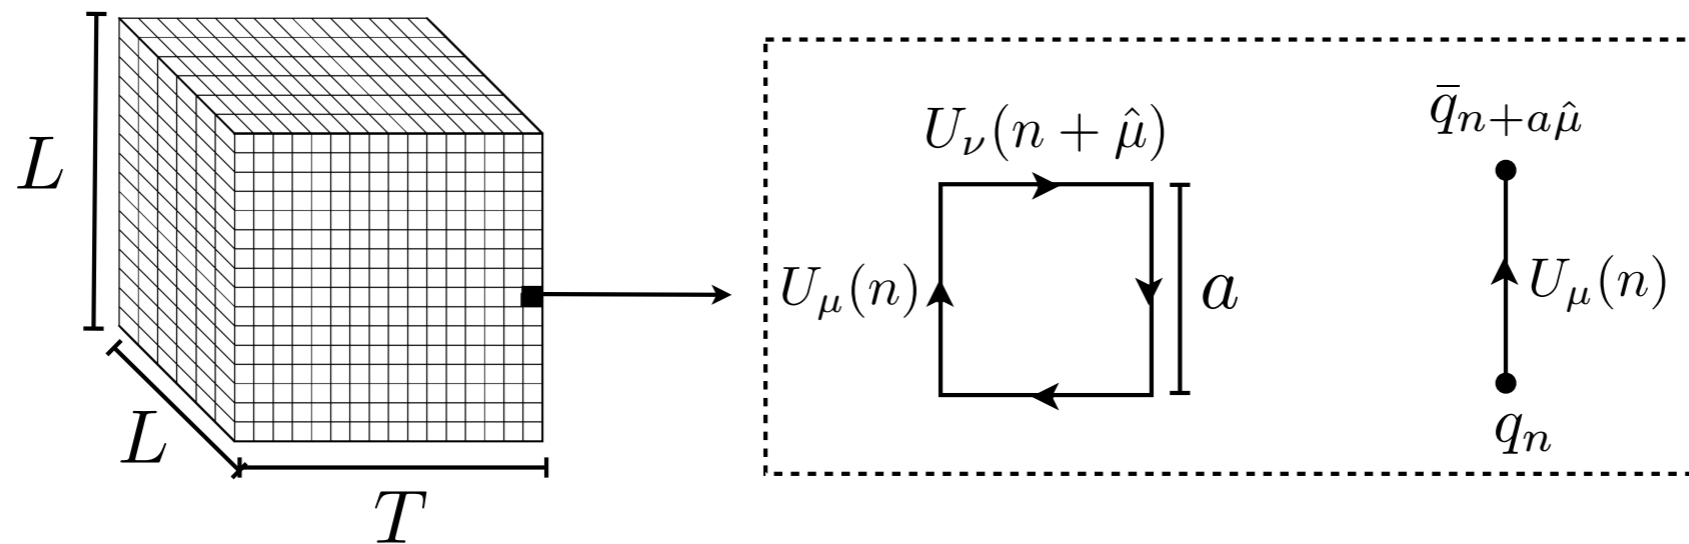 L
L
T
U_ν(n + μ̂)
U_μ(n)
a
q̄_{n+aμ̂}
U_μ(n)
q_n